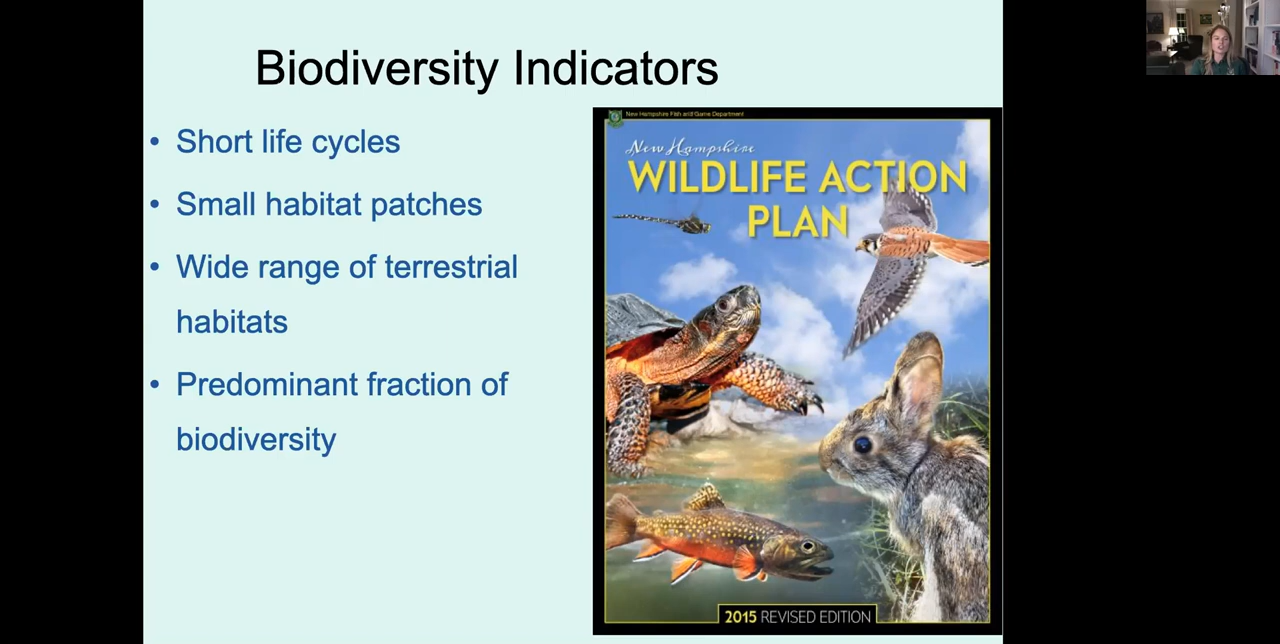 Biodiversity Indicators
• Short life cycles
• Small habitat patches
• Wide range of terrestrial
habitats
• Predominant fraction of
biodiversity
New Hampshire Fish and Game Department
New Hampshire
WILDLIFE ACTION
PLAN
2015 REVISED EDITION